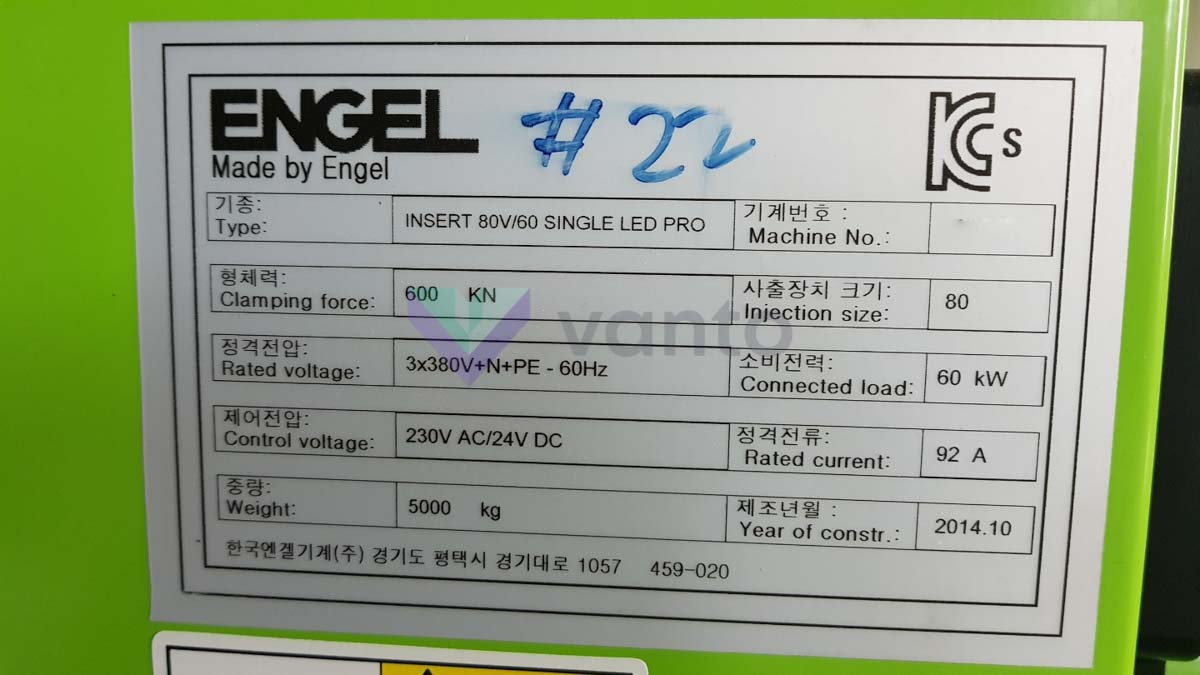 ENGEL # 22
Made by Engel
KCs
기종:
Type: INSERT 80V/60 SINGLE LED PRO
기계번호 :
Machine No.:
형체력:
Clamping force: 600 KN
사출장치 크기:
Injection size: 80
vanto
정격전압:
Rated voltage: 3x380V+N+PE - 60Hz
소비전력:
Connected load: 60 kW
제어전압:
Control voltage: 230V AC/24V DC
정격전류:
Rated current: 92 A
중량:
Weight: 5000 kg
제조년월 :
Year of constr.: 2014.10
한국엔겔기계(주) 경기도 평택시 경기대로 1057 459-020